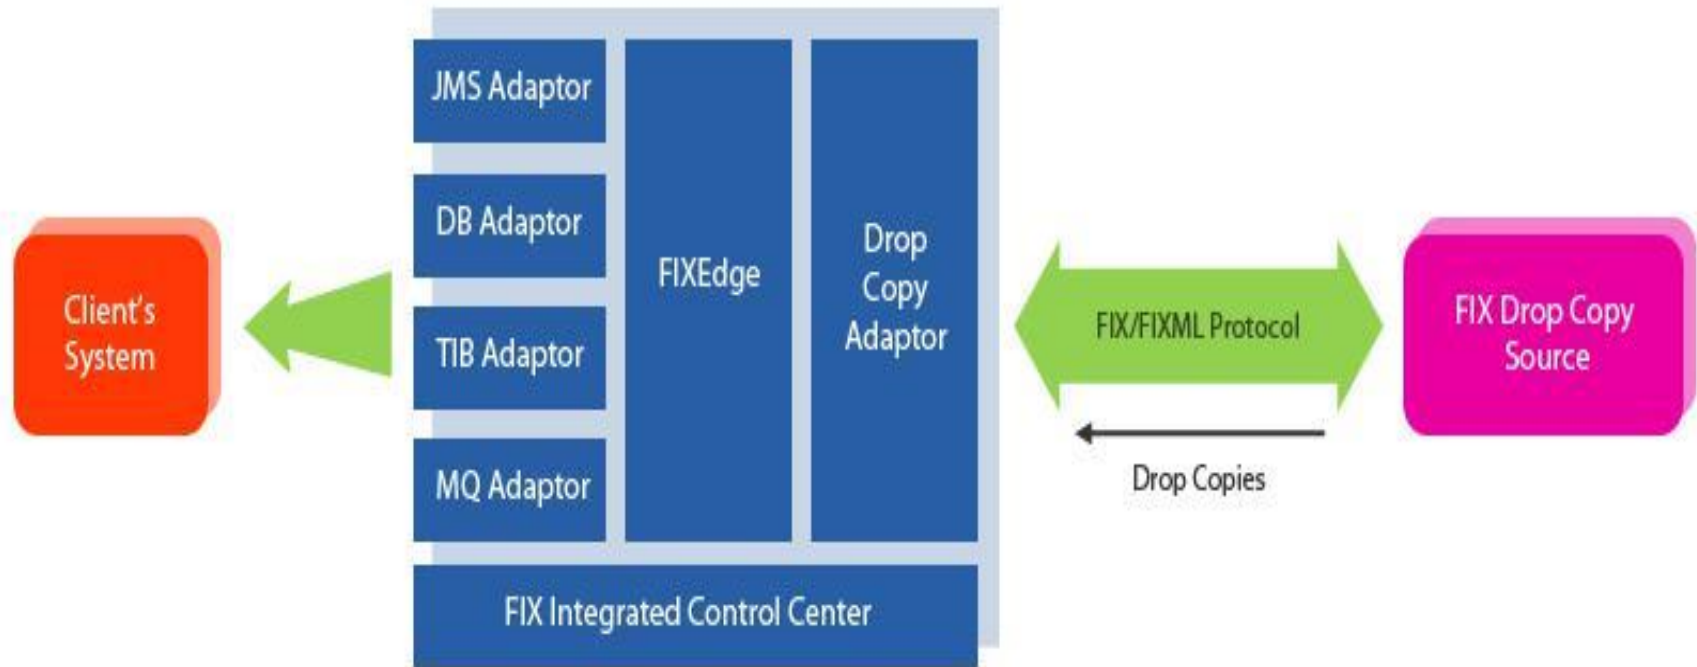 JMS Adaptor
DB Adaptor
TIB Adaptor
MQ Adaptor
FIXEdge
Drop
Copy
Adaptor
FIX Integrated Control Center
Client's
System
FIX/FIXML Protocol
Drop Copies
FIX Drop Copy
Source